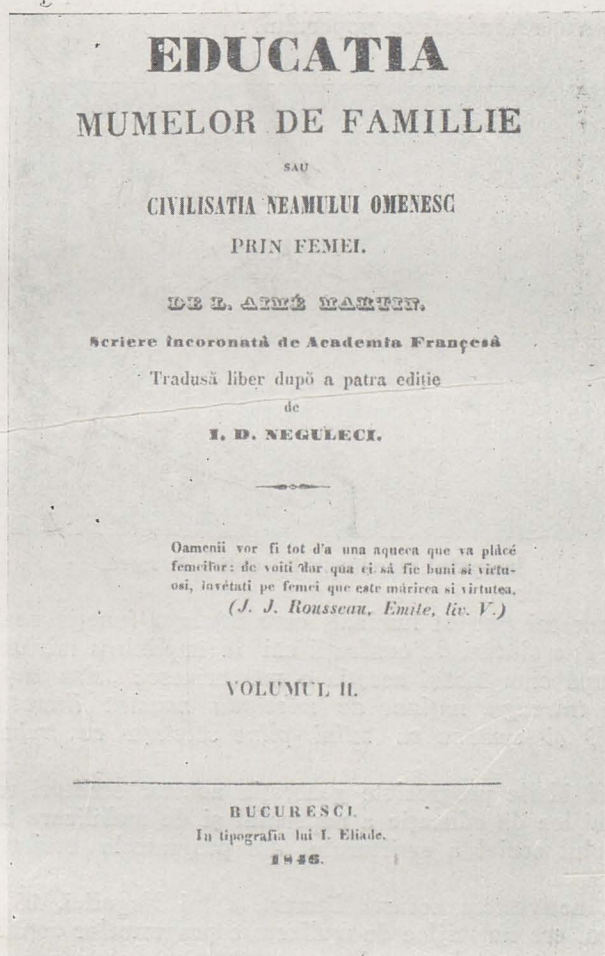 EDUCATIA
MUMELOR DE FAMILLIE
SAU
CIVILISATIA NEAMULUI OMENESC
PRIN FEMEI.
DE L. AIMÉ MARTIN.
Scriere incoronată de Academia Françesă
Tradusă liber dupŏ a patra ediție
de
I. D. NEGULECI.
Oamenii vor fi tot d'a una aqueea que va plăcé
femeilor: de voiti dar qua ei să fie buni si virtu-
osi, invétati pe femei que este mărirea si virtutea.
(J. J. Rousseau, Emile, liv. V.)
VOLUMUL II.
BUCURESCI.
In tipografia lui I. Eliade.
1846.